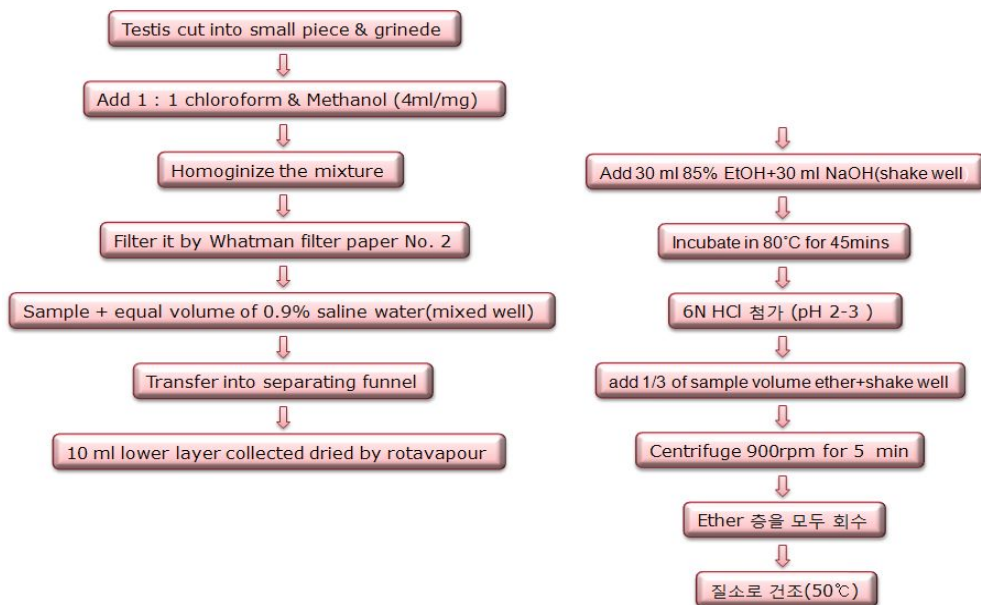 Testis cut into small piece & grinede
Add 1 : 1 chloroform & Methanol (4ml/mg)
Homoginize the mixture
Filter it by Whatman filter paper No. 2
Sample + equal volume of 0.9% saline water(mixed well)
Transfer into separating funnel
10 ml lower layer collected dried by rotavapour
Add 30 ml 85% EtOH+30 ml NaOH(shake well
Incubate in 80°C for 45mins
6N HCl 첨가 (pH 2-3 )
add 1/3 of sample volume ether+shake well
Centrifuge 900rpm for 5 min
Ether 층을 모두 회수
질소로 건조(50℃)